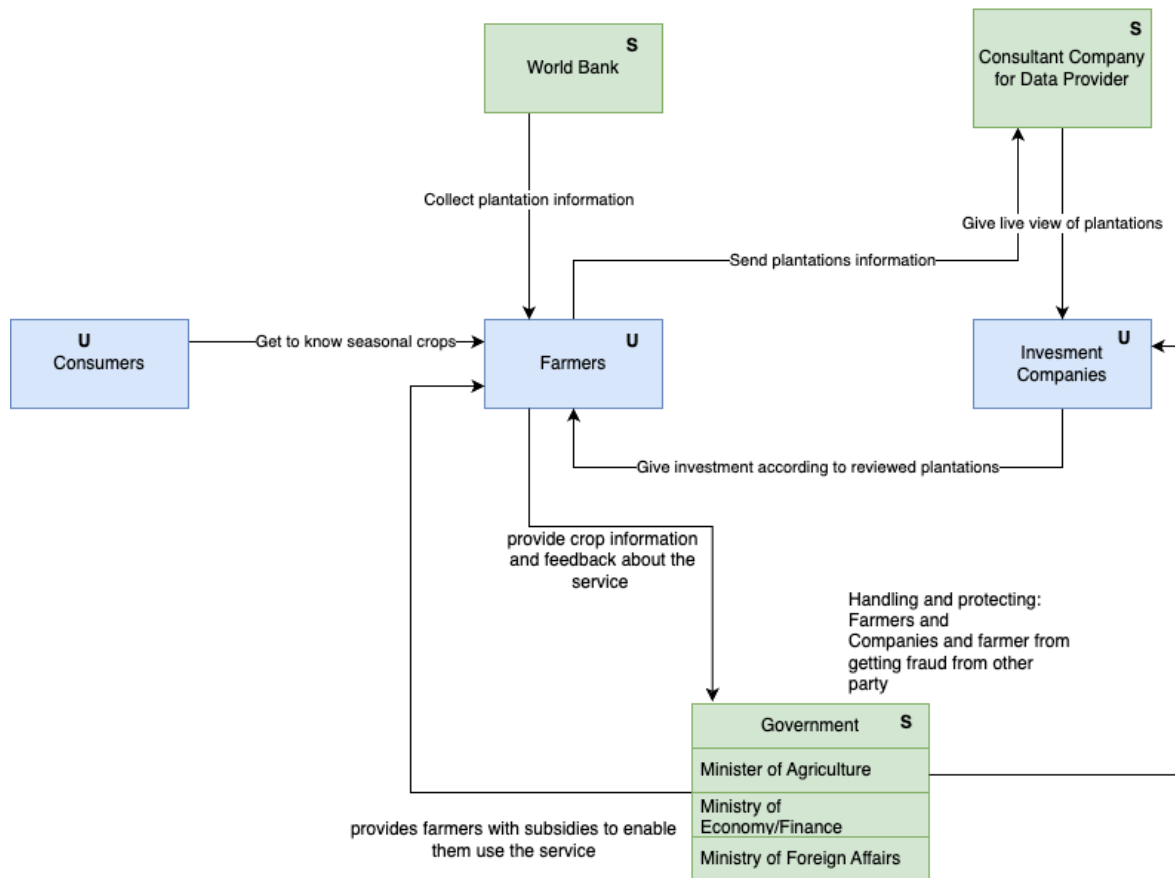 S
World Bank
S
Consultant Company
for Data Provider
Collect plantation information
Give live view of plantations
Send plantations information
U
Consumers
Get to know seasonal crops
U
Farmers
U
Invesment
Companies
Give investment according to reviewed plantations
provide crop information
and feedback about the
service
Handling and protecting:
Farmers and
Companies and farmer from
getting fraud from other
party
Government
S
Minister of Agriculture
Ministry of
Economy/Finance
Ministry of Foreign Affairs
provides farmers with subsidies to enable
them use the service